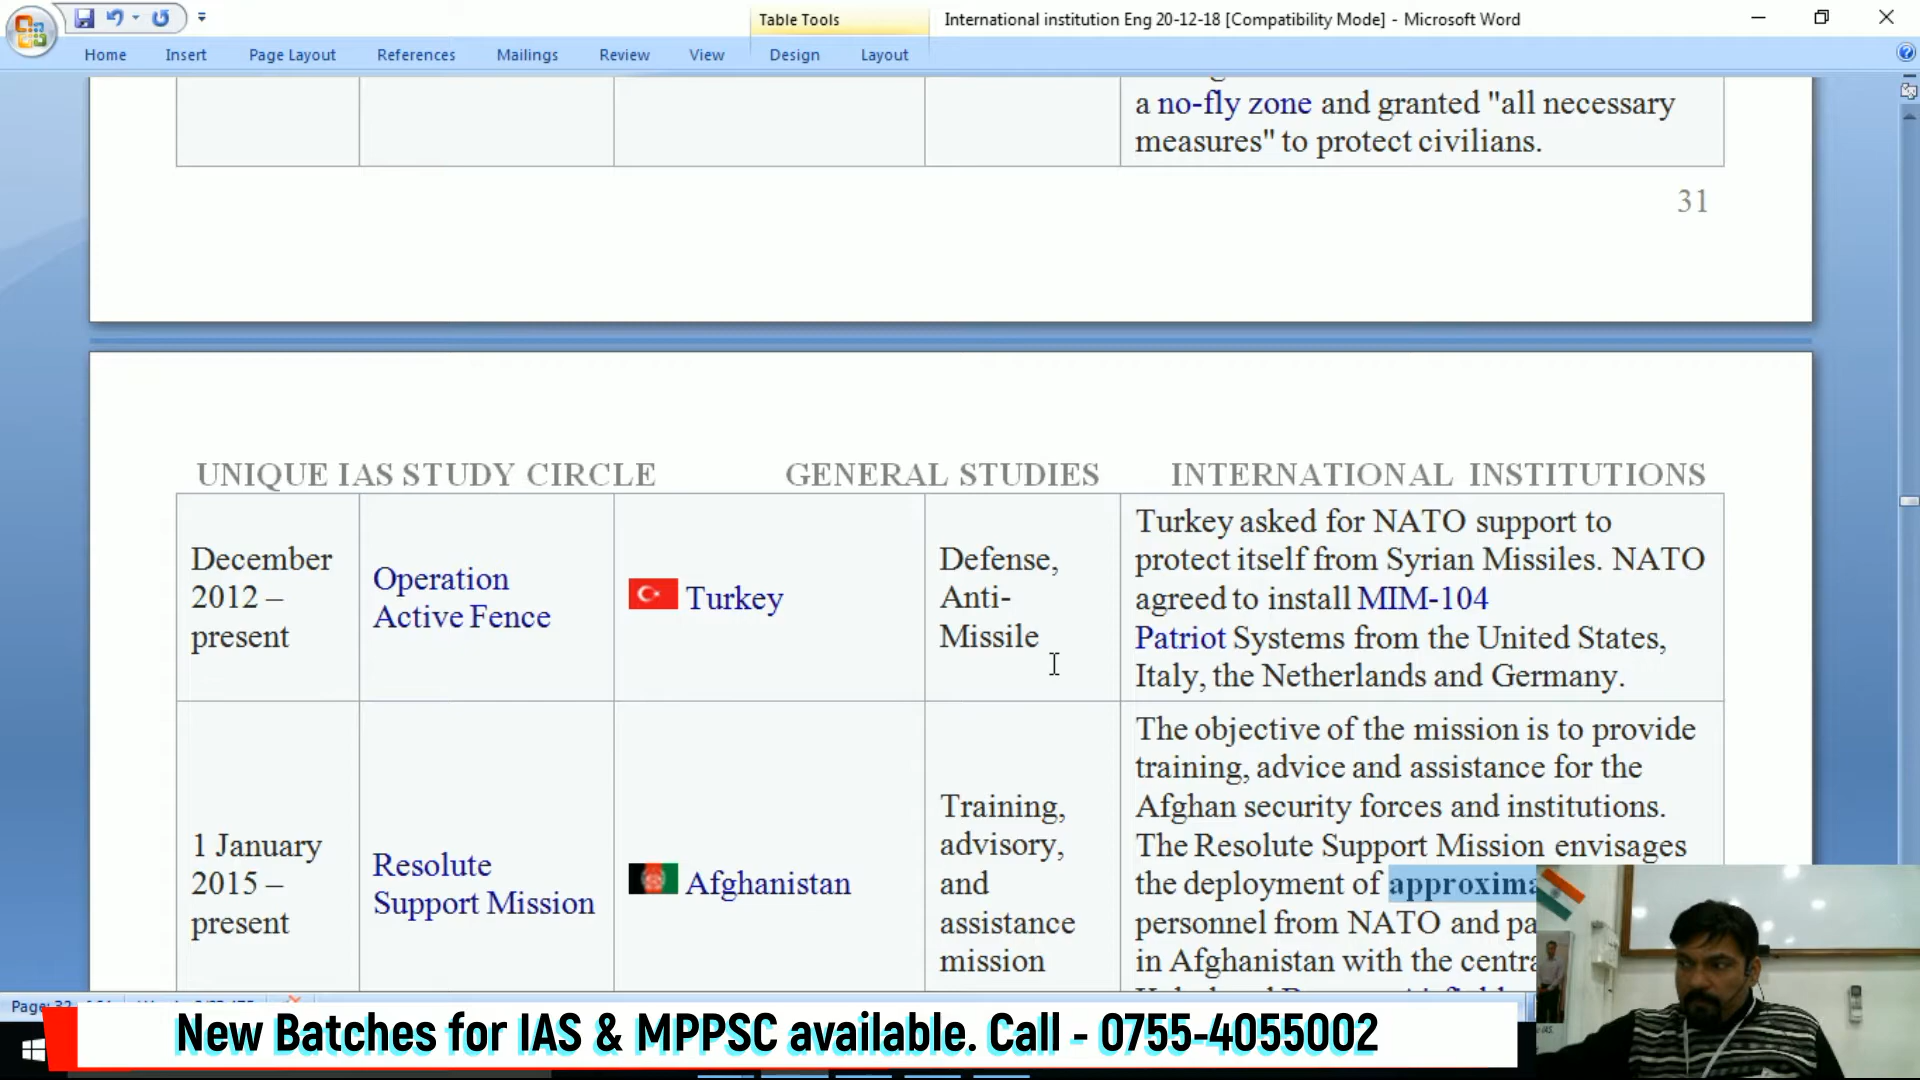 Table Tools
International institution Eng 20-12-18 [Compatibility Mode] - Microsoft Word
Home
Insert
Page Layout
References
Mailings
Review
View
Design
Layout
a no-fly zone and granted "all necessary
measures" to protect civilians.
31
UNIQUE IAS STUDY CIRCLE GENERAL STUDIES INTERNATIONAL INSTITUTIONS
December
2012 –
present
Operation
Active Fence
Turkey
Defense,
Anti-
Missile
Turkey asked for NATO support to
protect itself from Syrian Missiles. NATO
agreed to install MIM-104
Patriot Systems from the United States,
Italy, the Netherlands and Germany.
1 January
2015 –
present
Resolute
Support Mission
Afghanistan
Training,
advisory,
and
assistance
mission
The objective of the mission is to provide
training, advice and assistance for the
Afghan security forces and institutions.
The Resolute Support Mission envisages
the deployment of approxima
personnel from NATO and pa
in Afghanistan with the centra
New Batches for IAS & MPPSC available. Call - 0755-4055002